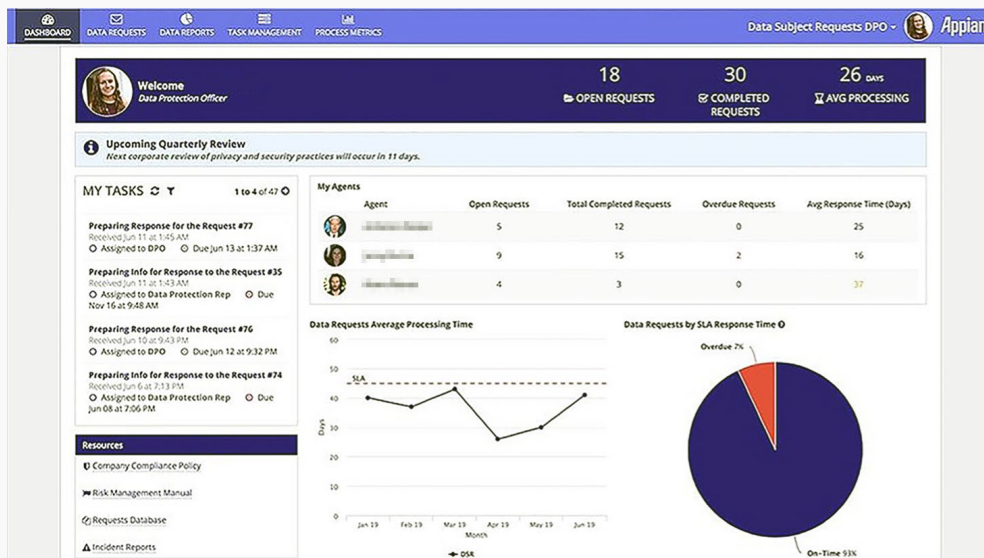 DASHBOARD
DATA REQUESTS
DATA REPORTS
TASK MANAGEMENT
PROCESS METRICS
Data Subject Requests DPO
Appian
Welcome
Data Protection Officer
18
OPEN REQUESTS
30
COMPLETED
REQUESTS
26 DAYS
AVG PROCESSING
Upcoming Quarterly Review
Next corporate review of privacy and security practices will occur in 11 days.
MY TASKS
1 to 4 of 47
Preparing Response for the Request #77
Received Jun 11 at 1:45 AM
Assigned to DPO Due Jun 13 at 1:37 AM
Preparing Info for Response to the Request #35
Received Jun 11 at 1:43 AM
Assigned to Data Protection Rep Due
Nov 16 at 9:48 AM
Preparing Response for the Request #76
Received Jun 10 at 9:43 PM
Assigned to DPO Due Jun 12 at 9:32 PM
Preparing Info for Response to the Request #74
Received Jun 6 at 7:13 PM
Assigned to Data Protection Rep Due
Jun 08 at 7:06 PM
Resources
Company Compliance Policy
Risk Management Manual
Requests Database
Incident Reports
My Agents
Agent Open Requests Total Completed Requests Overdue Requests Avg Response Time (Days)
5 12 0 25
9 15 2 16
4 3 0 37
Data Requests Average Processing Time
60
50
SLA
40
30
20
10
0
Days
Jan 19 Feb 19 Mar 19 Apr 19 May 19 Jun 19
Month
DSR
Data Requests by SLA Response Time
Overdue 7%
On-Time 93%